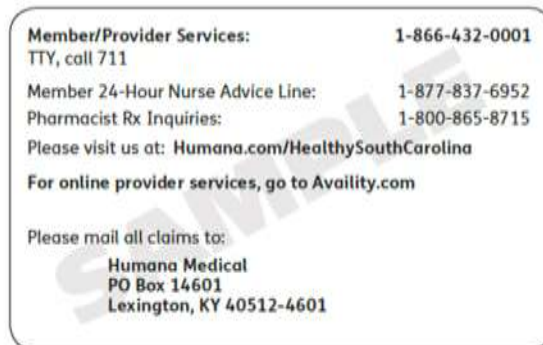 Member/Provider Services: 1-866-432-0001
TTY, call 711
Member 24-Hour Nurse Advice Line: 1-877-837-6952
Pharmacist Rx Inquiries: 1-800-865-8715
Please visit us at: Humana.com/HealthySouthCarolina
For online provider services, go to Availity.com
Please mail all claims to:
Humana Medical
PO Box 14601
Lexington, KY 40512-4601
SAMPLE